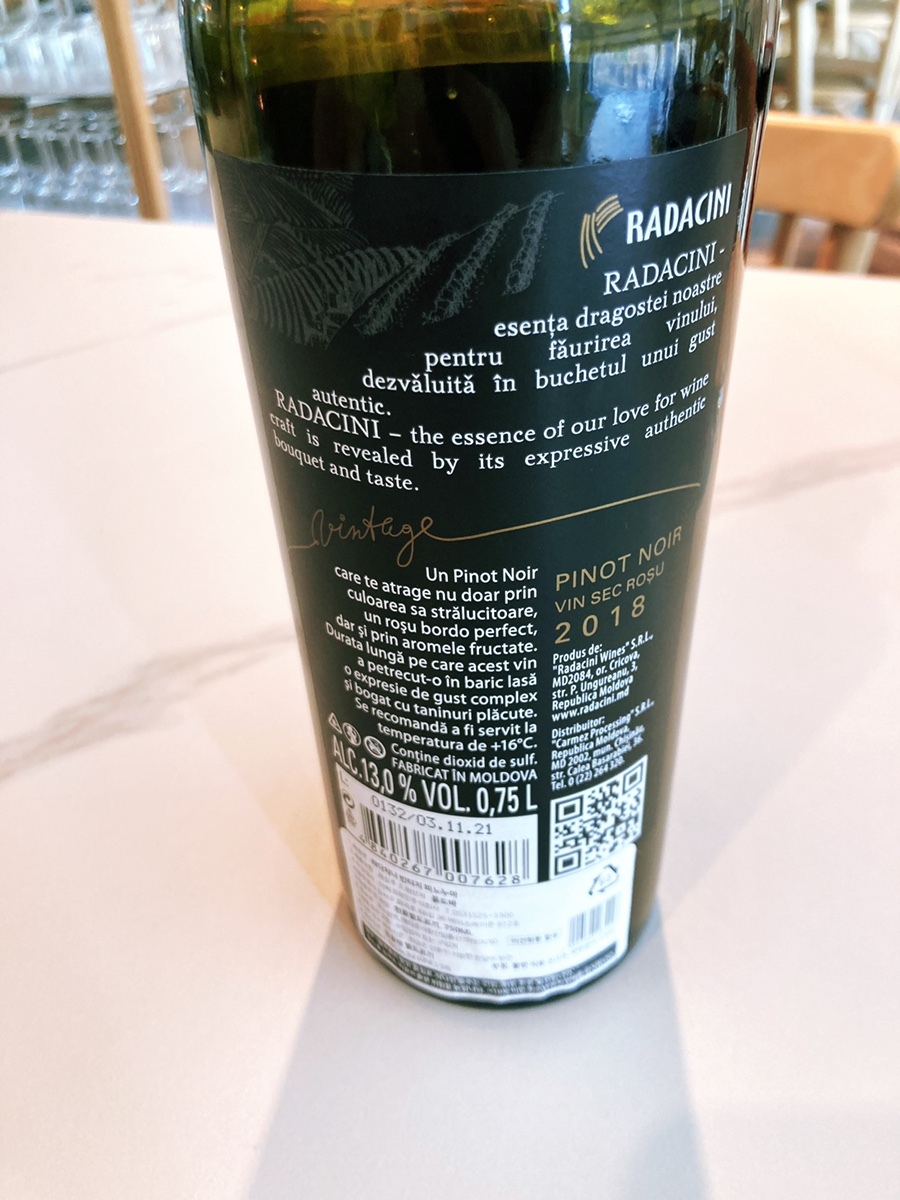 RADACINI
RADACINI -
esența dragostei noastre
pentru făurirea vinului,
dezvăluită în buchetul unui gust
autentic.
RADACINI – the essence of our love for wine
craft is revealed by its expressive authentic
bouquet and taste.
vintage
Un Pinot Noir
care te atrage nu doar prin
culoarea sa strălucitoare,
un roșu bordo perfect,
dar și prin aromele fructate.
Durata lungă pe care acest vin
a petrecut-o în baric lasă
o expresie de gust complex
și bogat cu taninuri plăcute.
Se recomandă a fi servit la
temperatura de +16°C.
Conține dioxid de sulf.
FABRICAT ÎN MOLDOVA
ALC.13,0 % VOL. 0,75 L
PINOT NOIR
VIN SEC ROȘU
2018
Produs de:
"Radacini Wines" S.R.L.,
MD2084, or. Cricova,
str. P. Ungureanu, 3,
Republica Moldova
www.radacini.md
Distribuitor:
"Carmez Processing" S.R.L.,
Republica Moldova,
MD 2002, mun. Chișinău,
str. Calea Basarabiei, 36.
Tel. 0 (22) 264 320.
L: 0132/03.11.21
4840267007628